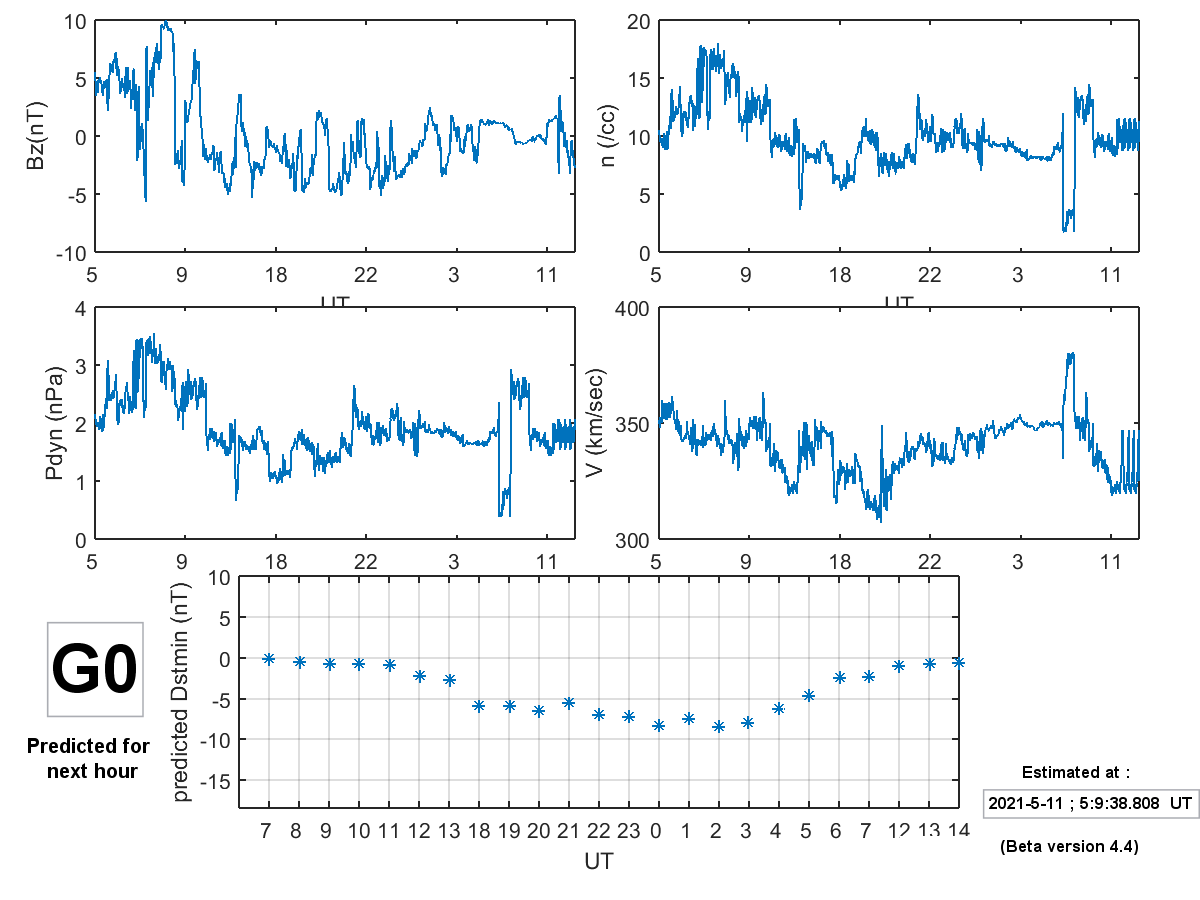 10
5
0
-5
-10
Bz(nT)
5 9 18 22 3 11
UT
20
15
10
5
0
n (/cc)
5 9 18 22 3 11
UT
4
3
2
1
0
Pdyn (nPa)
5 9 18 22 3 11
400
350
300
V (km/sec)
5 9 18 22 3 11
10
5
0
-5
-10
-15
predicted Dstmin (nT)
7 8 9 10 11 12 13 18 19 20 21 22 23 0 1 2 3 4 5 6 7 12 13 14
UT
G0
Predicted for
next hour
Estimated at :
2021-5-11 ; 5:9:38.808 UT
(Beta version 4.4)